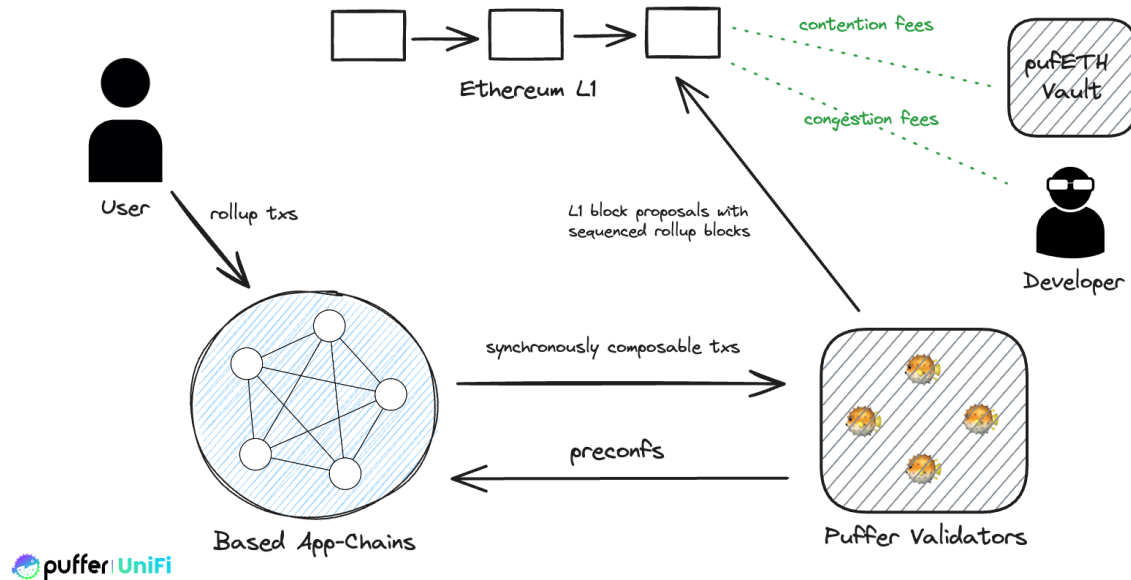 contention fees
pufETH
Vault
Ethereum L1
congestion fees
User
rollup txs
L1 block proposals with
sequenced rollup blocks
Developer
synchronously composable txs
preconfs
Based App-Chains
Puffer Validators
puffer UniFi